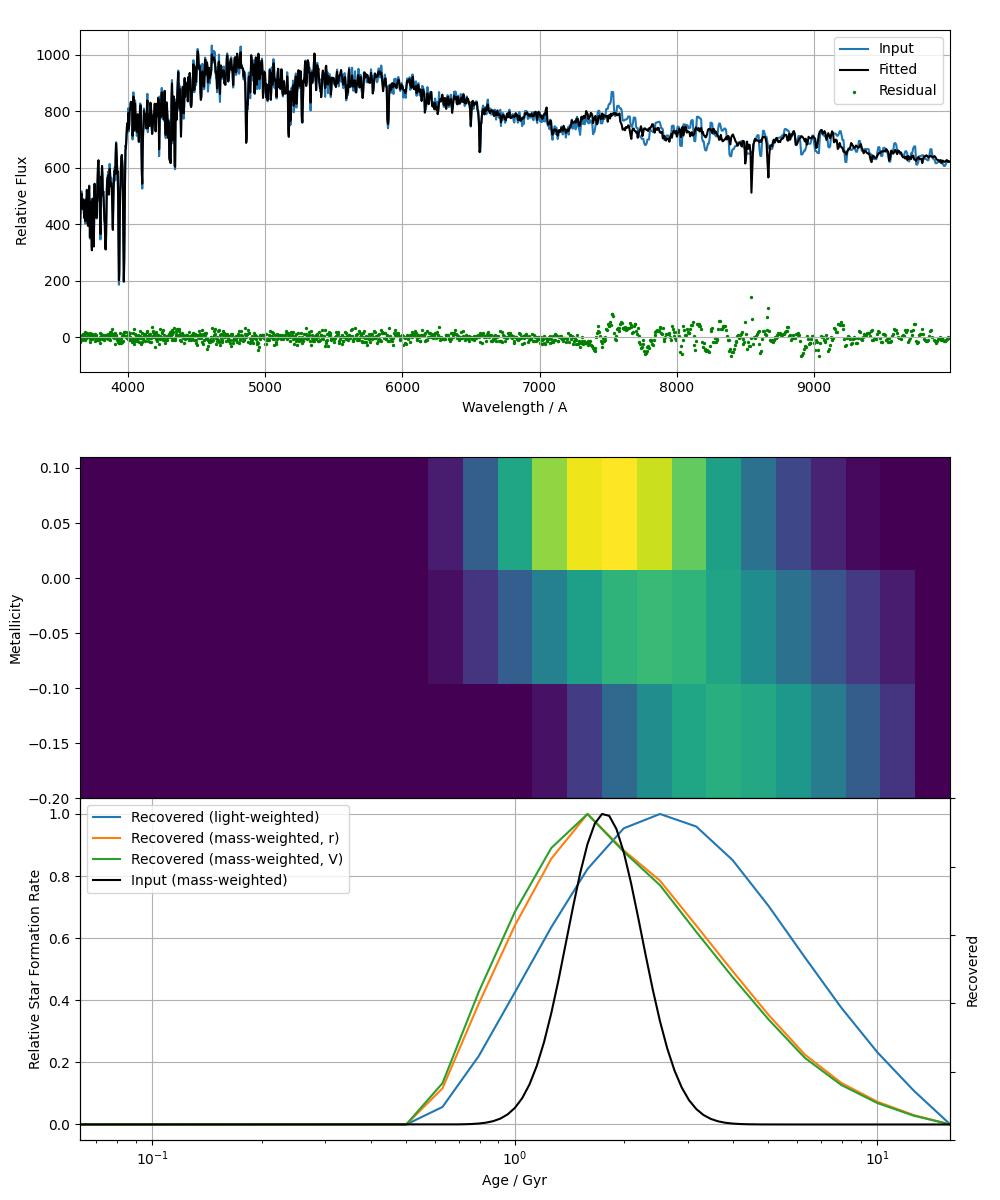 1000
800
600
400
200
0
Relative Flux
Input
Fitted
Residual
4000 5000 6000 7000 8000 9000
Wavelength / A
0.10
0.05
0.00
−0.05
−0.10
−0.15
−0.20
Metallicity
1.0
0.8
0.6
0.4
0.2
0.0
Relative Star Formation Rate
Recovered (light-weighted)
Recovered (mass-weighted, r)
Recovered (mass-weighted, V)
Input (mass-weighted)
Recovered
10⁻¹ 10⁰ 10¹
Age / Gyr